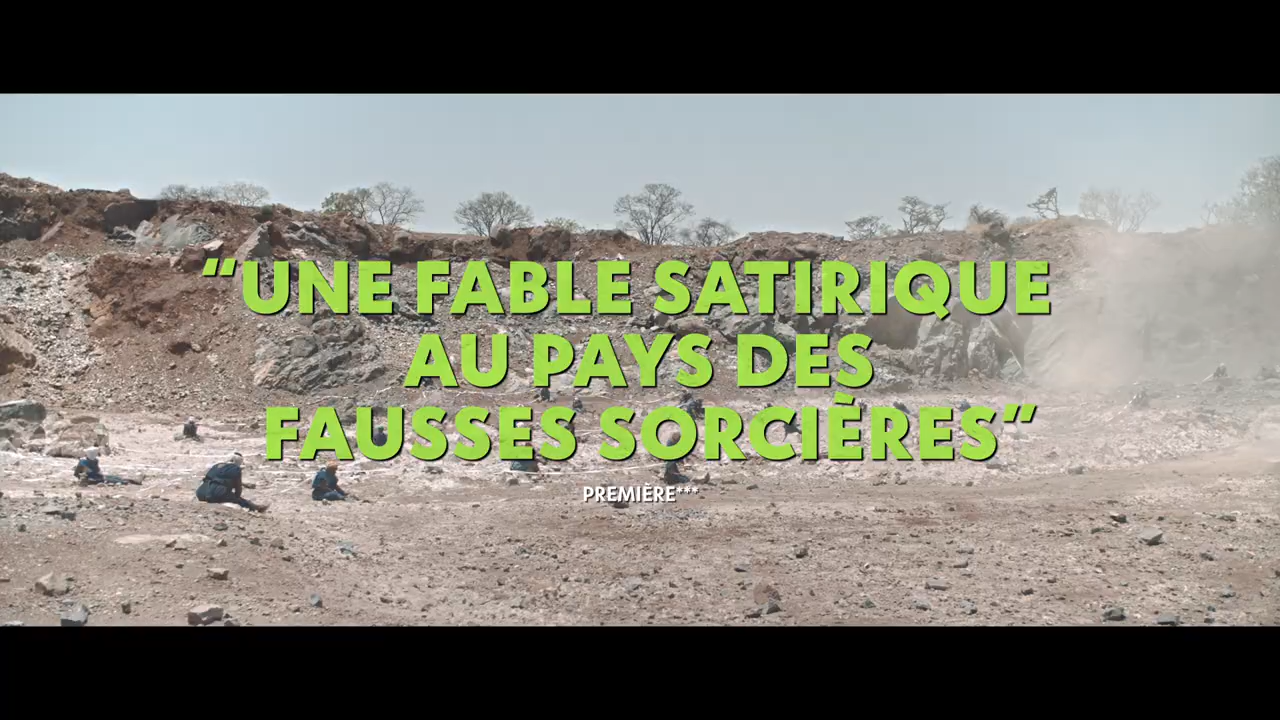 “UNE FABLE SATIRIQUE
AU PAYS DES
FAUSSES SORCIÈRES”
PREMIÈRE***